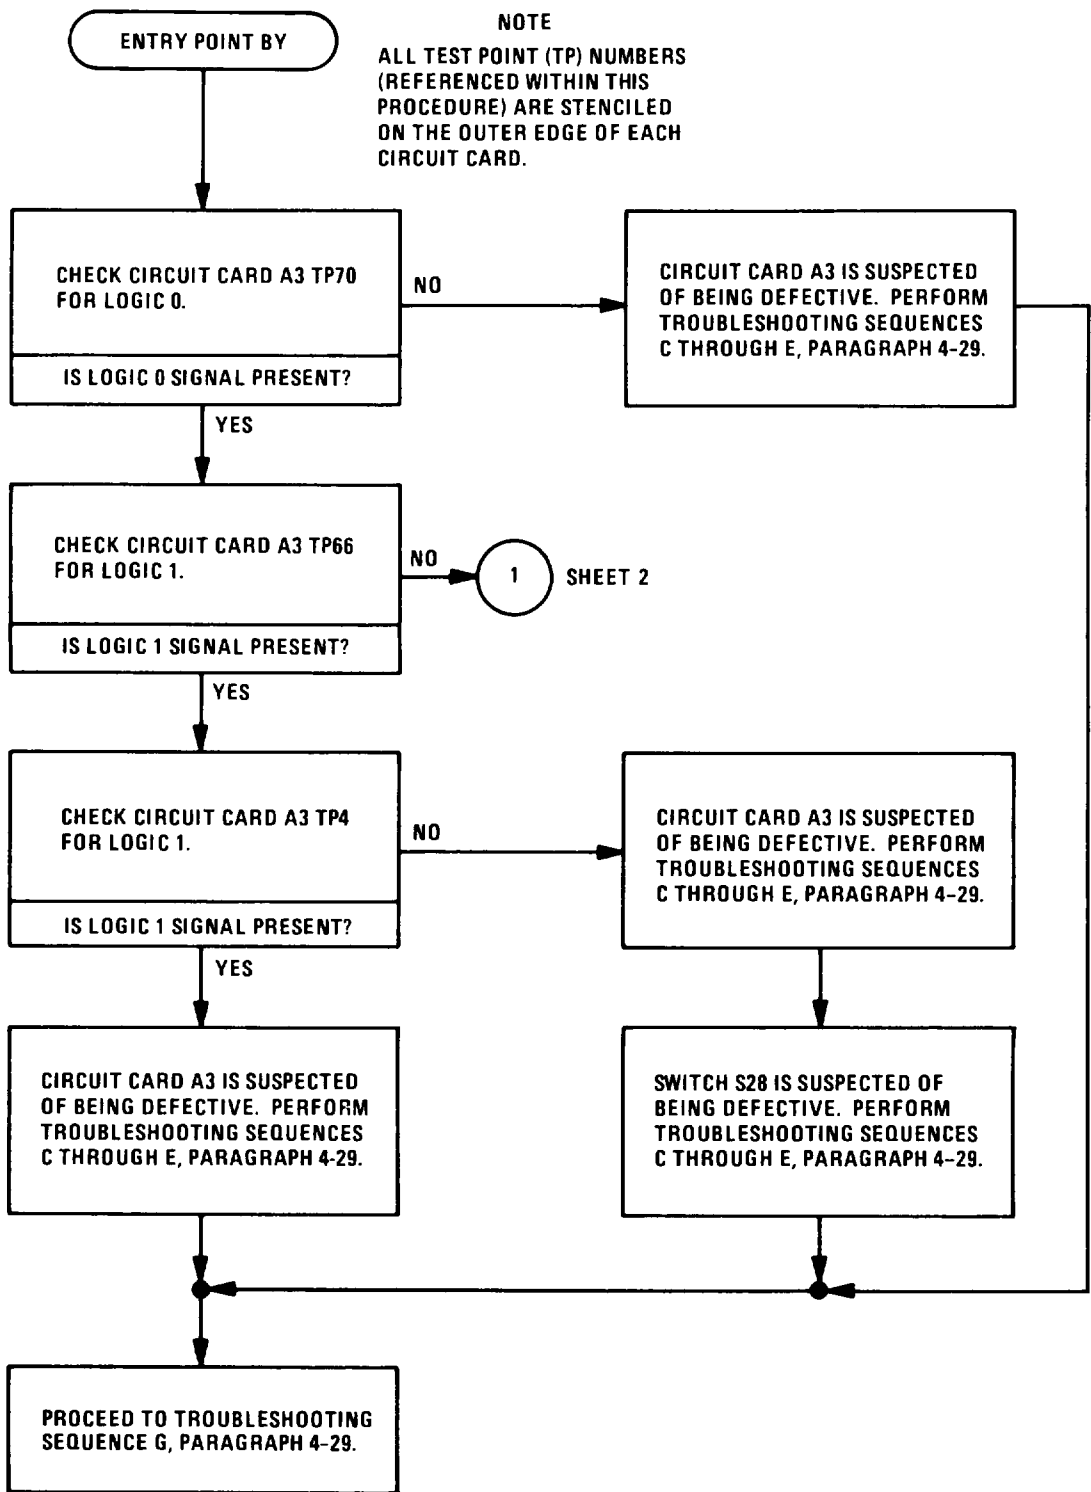 ENTRY POINT BY
NOTE
ALL TEST POINT (TP) NUMBERS
(REFERENCED WITHIN THIS
PROCEDURE) ARE STENCILED
ON THE OUTER EDGE OF EACH
CIRCUIT CARD.
CHECK CIRCUIT CARD A3 TP70
FOR LOGIC 0.
IS LOGIC 0 SIGNAL PRESENT?
NO
CIRCUIT CARD A3 IS SUSPECTED
OF BEING DEFECTIVE. PERFORM
TROUBLESHOOTING SEQUENCES
C THROUGH E, PARAGRAPH 4-29.
YES
CHECK CIRCUIT CARD A3 TP66
FOR LOGIC 1.
IS LOGIC 1 SIGNAL PRESENT?
NO
1
SHEET 2
YES
CHECK CIRCUIT CARD A3 TP4
FOR LOGIC 1.
IS LOGIC 1 SIGNAL PRESENT?
NO
CIRCUIT CARD A3 IS SUSPECTED
OF BEING DEFECTIVE. PERFORM
TROUBLESHOOTING SEQUENCES
C THROUGH E, PARAGRAPH 4-29.
YES
CIRCUIT CARD A3 IS SUSPECTED
OF BEING DEFECTIVE. PERFORM
TROUBLESHOOTING SEQUENCES
C THROUGH E, PARAGRAPH 4-29.
SWITCH S28 IS SUSPECTED OF
BEING DEFECTIVE. PERFORM
TROUBLESHOOTING SEQUENCES
C THROUGH E, PARAGRAPH 4-29.
PROCEED TO TROUBLESHOOTING
SEQUENCE G, PARAGRAPH 4-29.